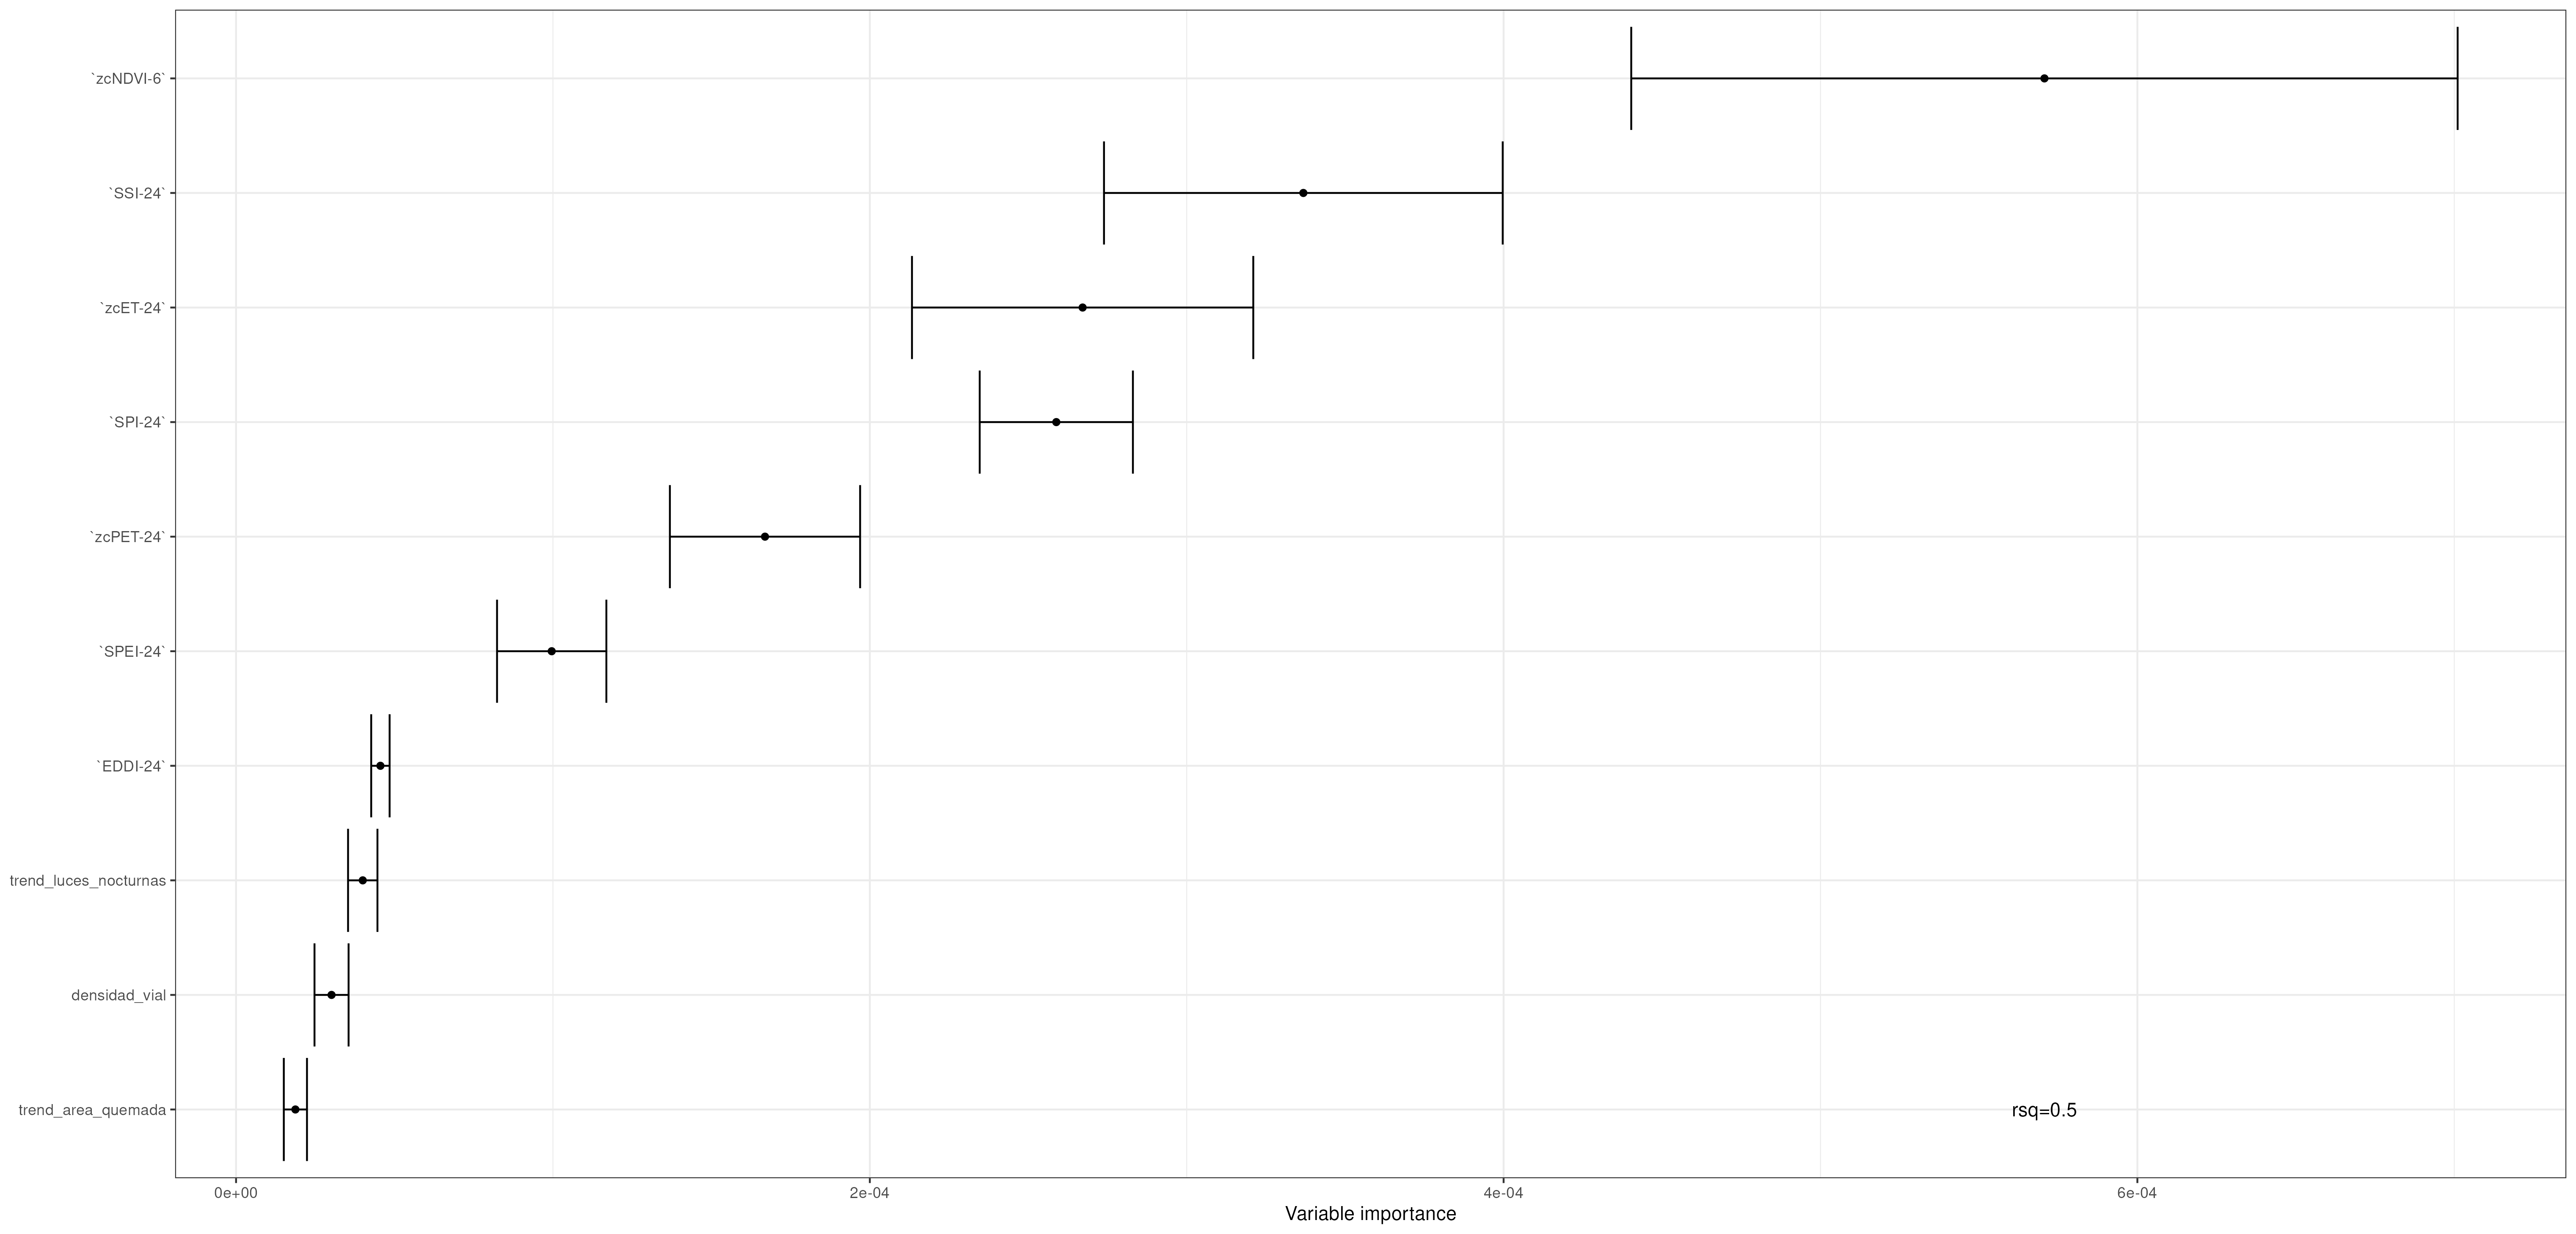 `zcNDVI-6`
`SSI-24`
`zcET-24`
`SPI-24`
`zcPET-24`
`SPEI-24`
`EDDI-24`
trend_luces_nocturnas
densidad_vial
trend_area_quemada
rsq=0.5
0e+00 2e-04 4e-04 6e-04
Variable importance